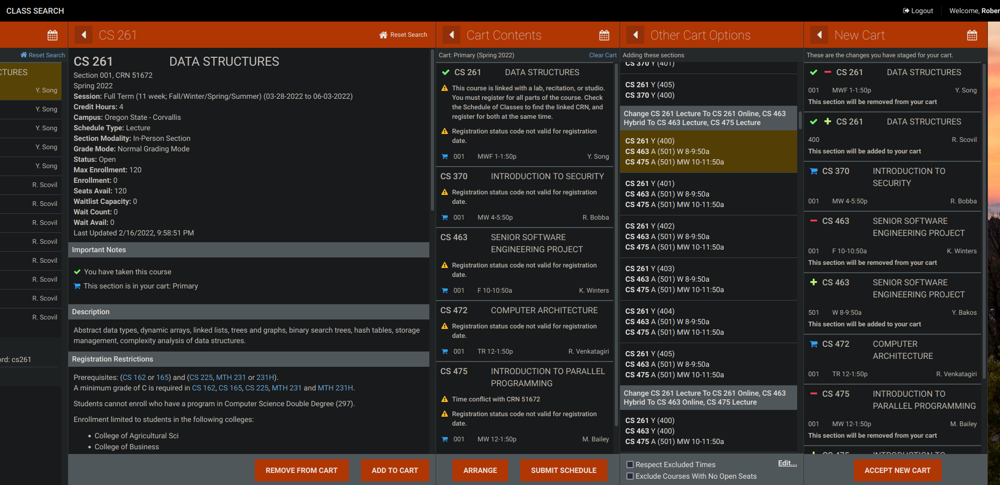 CLASS SEARCH
Logout
Welcome, Rober
Reset Search
CTURES
Y. Song
Y. Song
Y. Song
Y. Song
Y. Song
R. Scovil
R. Scovil
R. Scovil
R. Scovil
R. Scovil
R. Scovil
R. Scovil
R. Scovil
ord: cs261
CS 261
Reset Search
CS 261 DATA STRUCTURES
Section 001, CRN 51672
Spring 2022
Session: Full Term (11 week; Fall/Winter/Spring/Summer) (03-28-2022 to 06-03-2022)
Credit Hours: 4
Campus: Oregon State - Corvallis
Schedule Type: Lecture
Section Modality: In-Person Section
Grade Mode: Normal Grading Mode
Status: Open
Max Enrollment: 120
Enrollment: 0
Seats Avail: 120
Waitlist Capacity: 0
Wait Count: 0
Wait Avail: 0
Last Updated 2/16/2022, 9:58:51 PM
Important Notes
You have taken this course
This section is in your cart: Primary
Description
Abstract data types, dynamic arrays, linked lists, trees and graphs, binary search trees, hash tables, storage
management, complexity analysis of data structures.
Registration Restrictions
Prerequisites: (CS 162 or 165) and (CS 225, MTH 231 or 231H).
A minimum grade of C is required in CS 162, CS 165, CS 225, MTH 231 and MTH 231H.
Students cannot enroll who have a program in Computer Science Double Degree (297).
Enrollment limited to students in the following colleges:
• College of Agricultural Sci
• College of Business
REMOVE FROM CART
ADD TO CART
Cart Contents
Cart: Primary (Spring 2022) Clear Cart
CS 261 DATA STRUCTURES
This course is linked with a lab, recitation, or studio.
You must register for all parts of the course. Check
the Schedule of Classes to find the linked CRN, and
register for both at the same time.
Registration status code not valid for registration
date.
001 MWF 1-1:50p Y. Song
CS 370 INTRODUCTION TO SECURITY
Registration status code not valid for registration
date.
001 MW 4-5:50p R. Bobba
CS 463 SENIOR SOFTWARE
ENGINEERING PROJECT
Registration status code not valid for registration
date.
001 F 10-10:50a K. Winters
CS 472 COMPUTER ARCHITECTURE
Registration status code not valid for registration
date.
001 TR 12-1:50p R. Venkatagiri
CS 475 INTRODUCTION TO PARALLEL
PROGRAMMING
Time conflict with CRN 51672
Registration status code not valid for registration
date.
001 MW 12-1:50p M. Bailey
ARRANGE
SUBMIT SCHEDULE
Other Cart Options
Adding these sections
CS 370 Y (401)
CS 261 Y (405)
CS 370 Y (400)
Change CS 261 Lecture To CS 261 Online, CS 463
Hybrid To CS 463 Lecture, CS 475 Lecture
CS 261 Y (400)
CS 463 A (501) W 8-9:50a
CS 475 A (501) MW 10-11:50a
CS 261 Y (401)
CS 463 A (501) W 8-9:50a
CS 475 A (501) MW 10-11:50a
CS 261 Y (402)
CS 463 A (501) W 8-9:50a
CS 475 A (501) MW 10-11:50a
CS 261 Y (403)
CS 463 A (501) W 8-9:50a
CS 475 A (501) MW 10-11:50a
CS 261 Y (404)
CS 463 A (501) W 8-9:50a
CS 475 A (501) MW 10-11:50a
CS 261 Y (405)
CS 463 A (501) W 8-9:50a
CS 475 A (501) MW 10-11:50a
Change CS 261 Lecture To CS 261 Online, CS 463
Hybrid To CS 463 Online, CS 475 Lecture
CS 261 Y (400)
CS 463 Y (400)
CS 475 A (501) MW 10-11:50a
Respect Excluded Times Edit...
Exclude Courses With No Open Seats
New Cart
These are the changes you have staged for your cart.
CS 261 DATA STRUCTURES
001 MWF 1-1:50p Y. Song
This section will be removed from your cart
CS 261 DATA STRUCTURES
400 R. Scovil
This section will be added to your cart
CS 370 INTRODUCTION TO
SECURITY
001 MW 4-5:50p R. Bobba
CS 463 SENIOR SOFTWARE
ENGINEERING PROJECT
001 F 10-10:50a K. Winters
This section will be removed from your cart
CS 463 SENIOR SOFTWARE
ENGINEERING PROJECT
501 W 8-9:50a Y. Bakos
This section will be added to your cart
CS 472 COMPUTER
ARCHITECTURE
001 TR 12-1:50p R. Venkatagiri
CS 475 INTRODUCTION TO
PARALLEL PROGRAMMING
001 MW 12-1:50p M. Bailey
This section will be removed from your cart
CS 475 INTRODUCTION TO
ACCEPT NEW CART